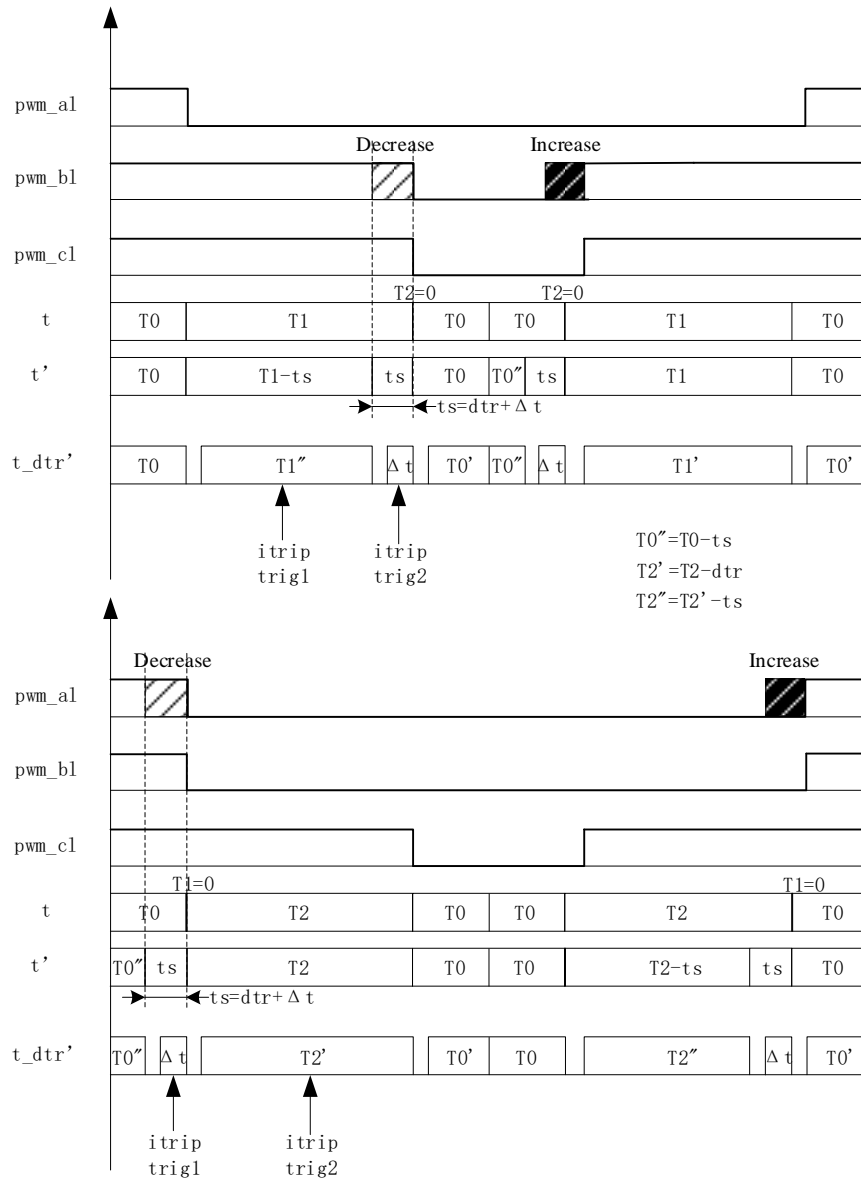 pwm_al
Decrease Increase
pwm_bl
pwm_cl
T2=0 T2=0
t T0 T1 T0 T0 T1 T0
t’ T0 T1-ts ts T0 T0″ ts T1 T0
ts=dtr+Δt
t_dtr’ T0 T1″ Δt T0’ T0″ Δt T1’ T0’
itrip itrip
trig1 trig2
T0″=T0-ts
T2’=T2-dtr
T2″=T2’-ts
Decrease Increase
pwm_al
pwm_bl
pwm_cl
T1=0 T1=0
t T0 T2 T0 T0 T2 T0
t’ T0″ ts T2 T0 T0 T2-ts ts T0
ts=dtr+Δt
t_dtr’ T0″ Δt T2’ T0’ T0 T2″ Δt T0’
itrip itrip
trig1 trig2